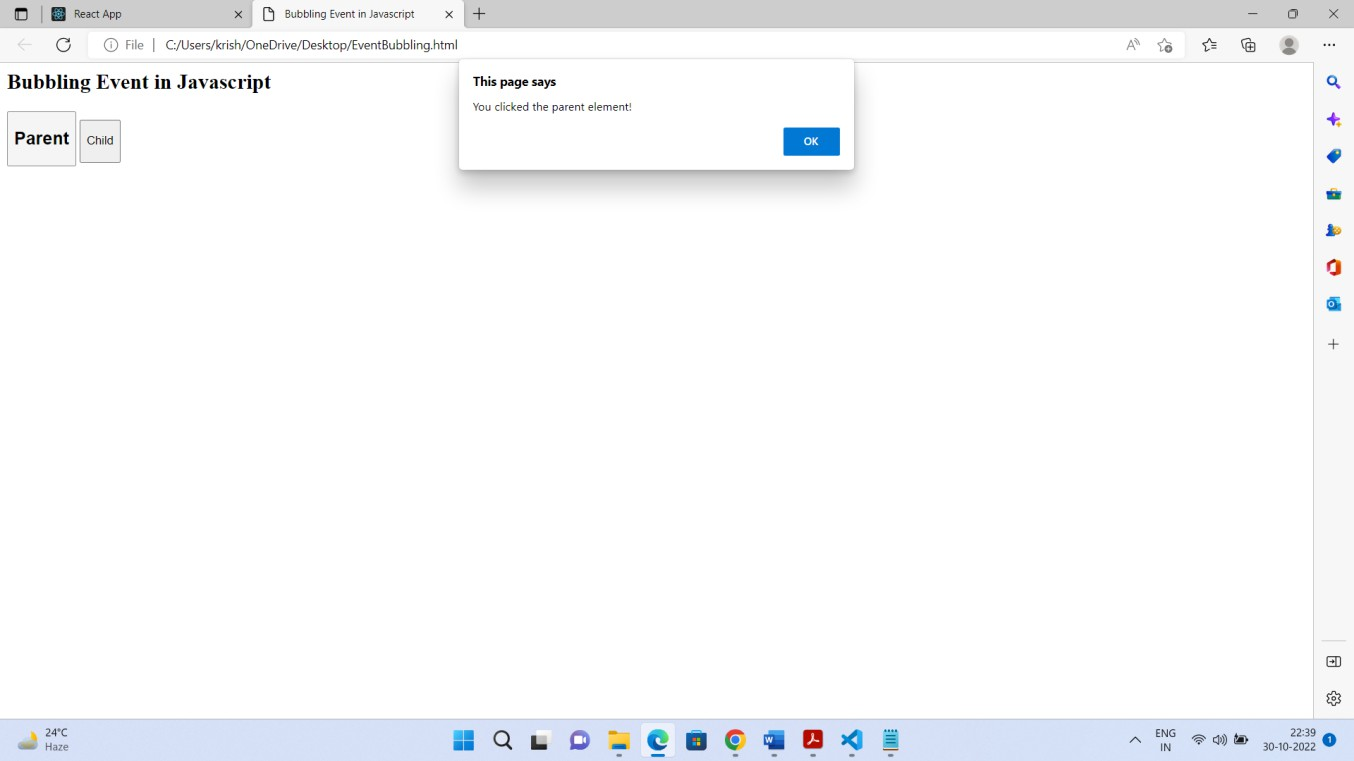 React App
Bubbling Event in Javascript
File
C:/Users/krish/OneDrive/Desktop/EventBubbling.html
This page says
You clicked the parent element!
OK
Bubbling Event in Javascript
Parent
Child
24°C
Haze
ENG
IN
22:39
30-10-2022
1